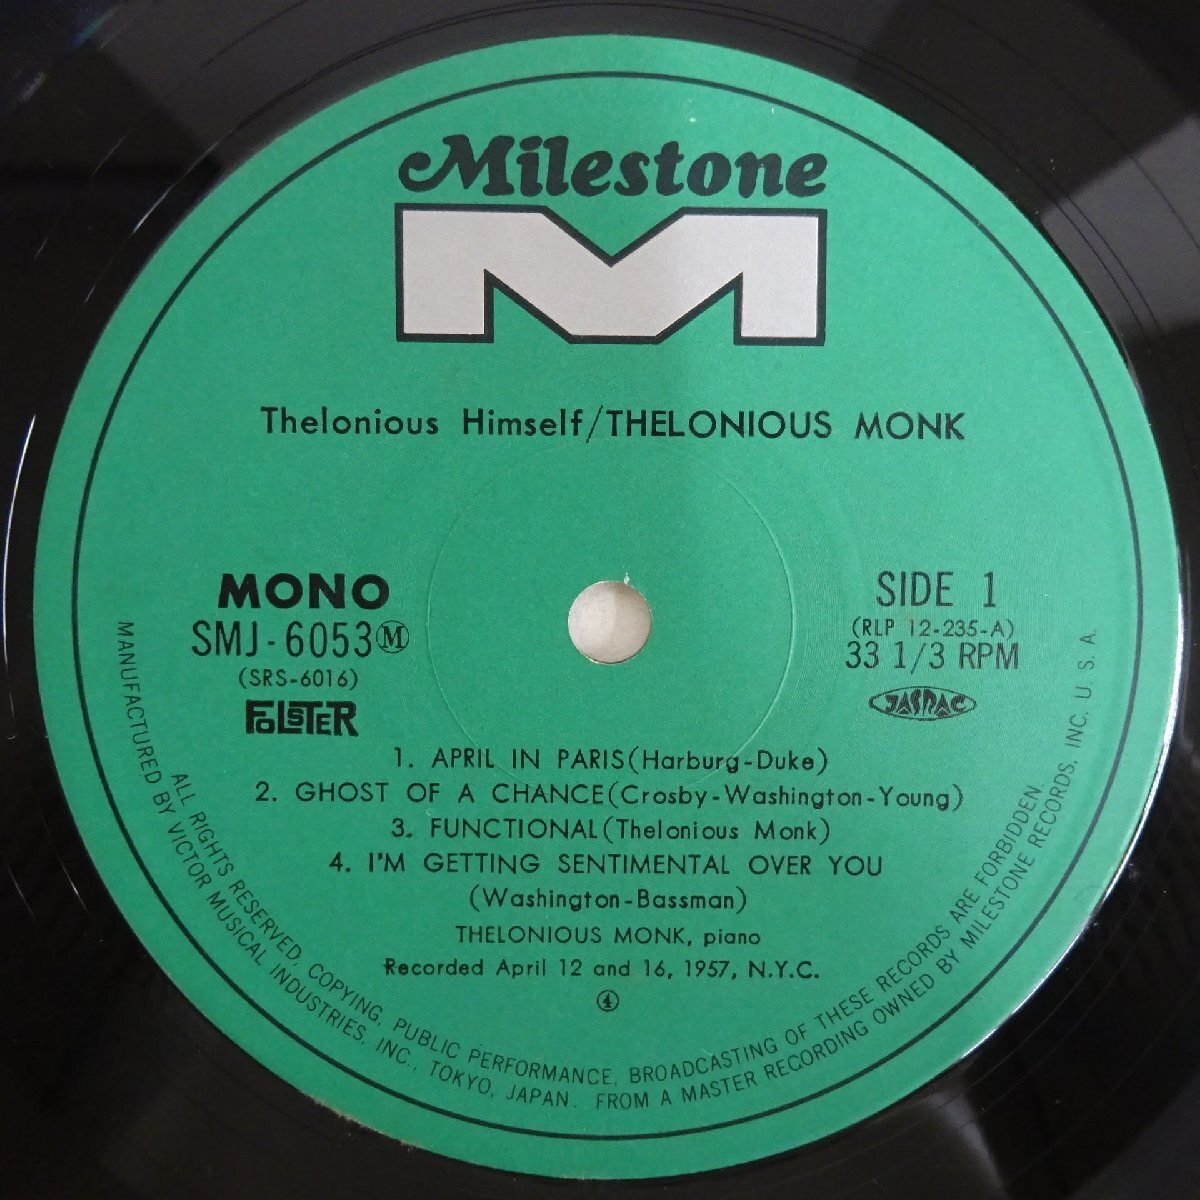 Milestone
Thelonious Himself/THELONIOUS MONK
MONO
SMJ-6053Ⓜ
(SRS-6016)
FOLSTER
SIDE 1
(RLP 12-235-A)
33 1/3 RPM
JASRAC
1. APRIL IN PARIS(Harburg-Duke)
2. GHOST OF A CHANCE(Crosby-Washington-Young)
3. FUNCTIONAL(Thelonious Monk)
4. I'M GETTING SENTIMENTAL OVER YOU
(Washington-Bassman)
THELONIOUS MONK, piano
Recorded April 12 and 16, 1957, N.Y.C.
④
ALL RIGHTS RESERVED. COPYING, PUBLIC PERFORMANCE, BROADCASTING OF THESE RECORDS ARE FORBIDDEN.
MANUFACTURED BY VICTOR MUSICAL INDUSTRIES, INC., TOKYO, JAPAN. FROM A MASTER RECORDING OWNED BY MILESTONE RECORDS, INC. U. S. A.